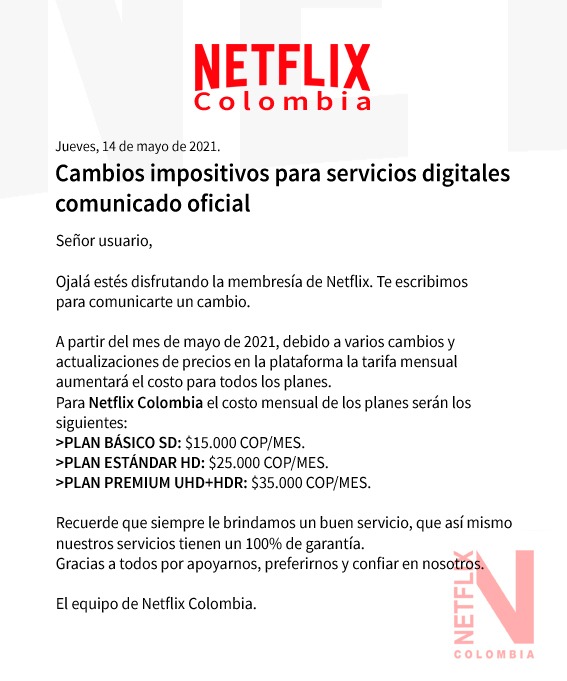 NETFLIX
Colombia
Jueves, 14 de mayo de 2021.
Cambios impositivos para servicios digitales
comunicado oficial
Señor usuario,
Ojalá estés disfrutando la membresía de Netflix. Te escribimos
para comunicarte un cambio.
A partir del mes de mayo de 2021, debido a varios cambios y
actualizaciones de precios en la plataforma la tarifa mensual
aumentará el costo para todos los planes.
Para Netflix Colombia el costo mensual de los planes serán los
siguientes:
>PLAN BÁSICO SD: $15.000 COP/MES.
>PLAN ESTÁNDAR HD: $25.000 COP/MES.
>PLAN PREMIUM UHD+HDR: $35.000 COP/MES.
Recuerde que siempre le brindamos un buen servicio, que así mismo
nuestros servicios tienen un 100% de garantía.
Gracias a todos por apoyarnos, preferirnos y confiar en nosotros.
El equipo de Netflix Colombia.
NETFLIX
N
COLOMBIA